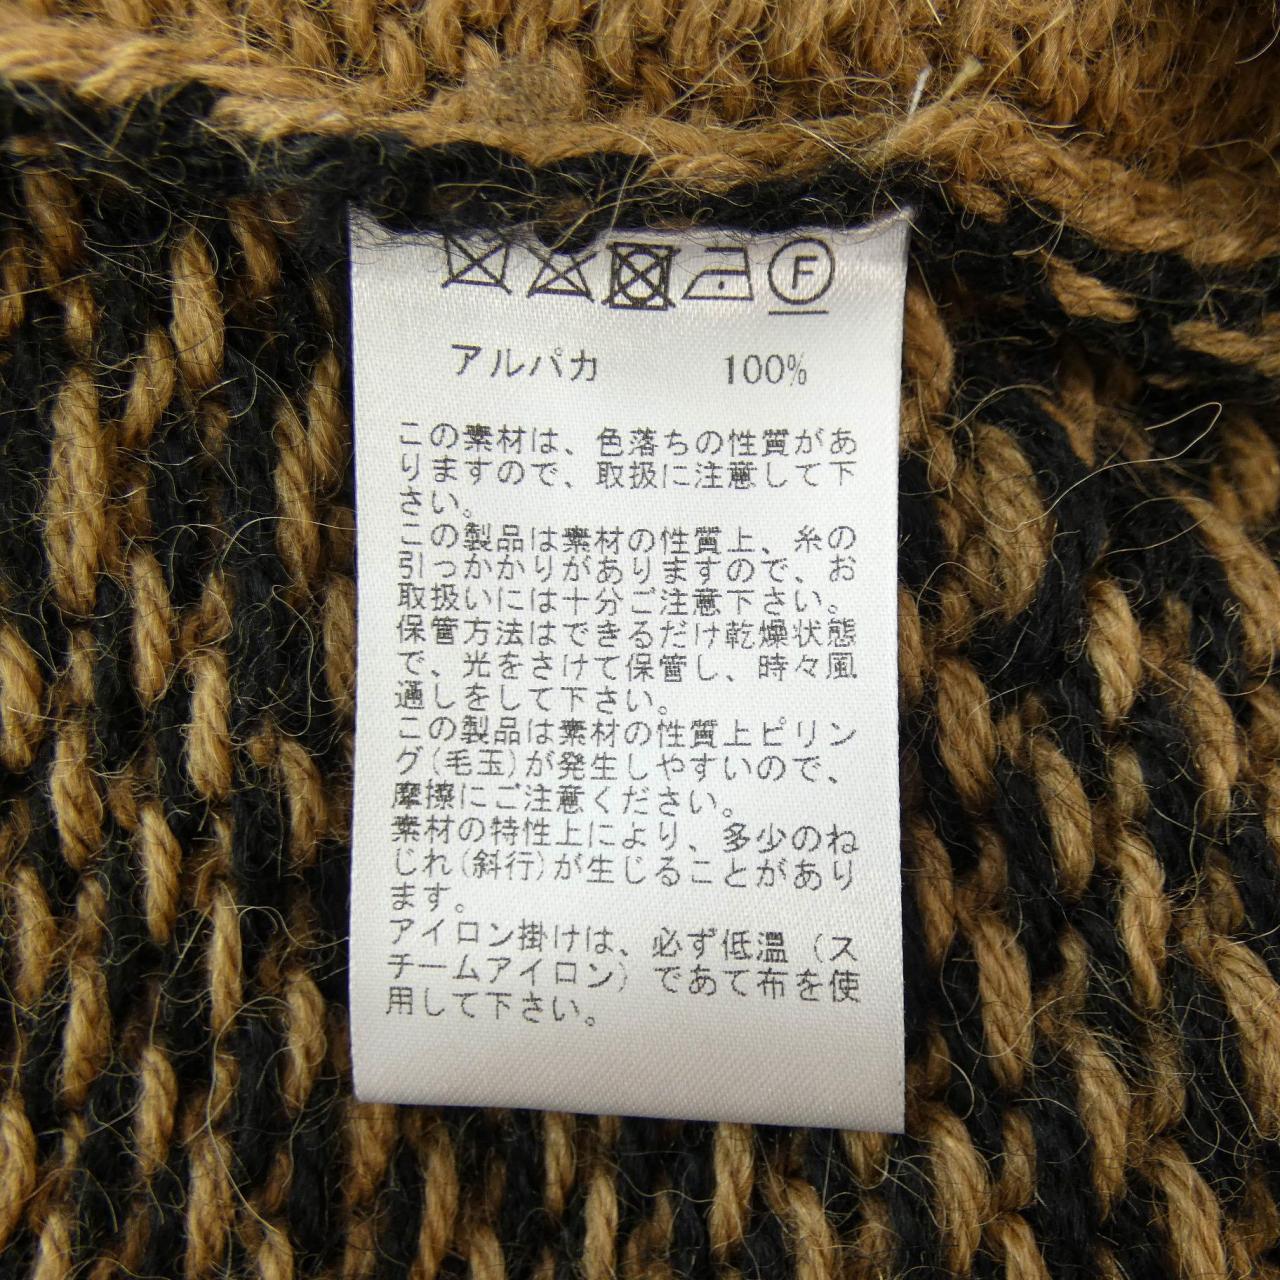 F
アルパカ 100%
この素材は、色落ちの性質があ
りますので、取扱に注意して下
さい。
この製品は素材の性質上、糸の
引っかかりがありますので、お
取扱いには十分ご注意下さい。
保管方法はできるだけ乾燥状態
で、光をさけて保管し、時々風
通しをして下さい。
この製品は素材の性質上ピリン
グ(毛玉)が発生しやすいので、
摩擦にご注意ください。
素材の特性上により、多少のね
じれ(斜行)が生じることがあり
ます。
アイロン掛けは、必ず低温(ス
チームアイロン)であて布を使
用して下さい。